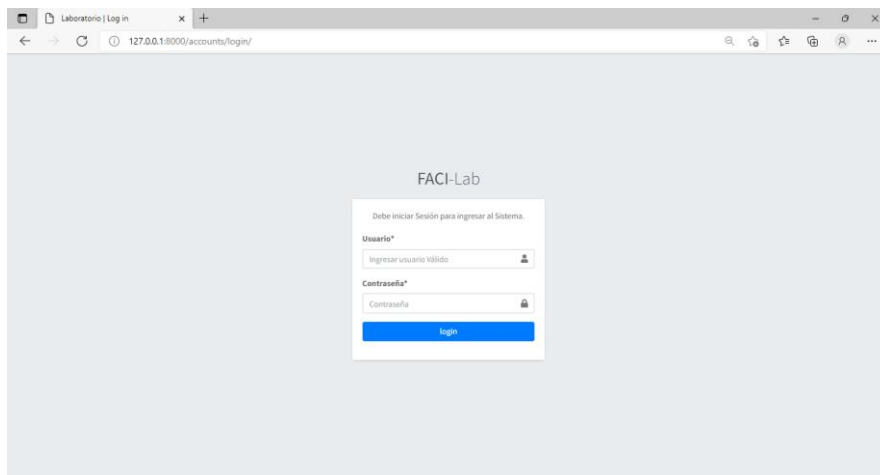 Laboratorio | Log in
127.0.0.1:8000/accounts/login/
FACI-Lab
Debe iniciar Sesión para ingresar al Sistema.
Usuario*
Ingresar usuario Válido
Contraseña*
Contraseña
login